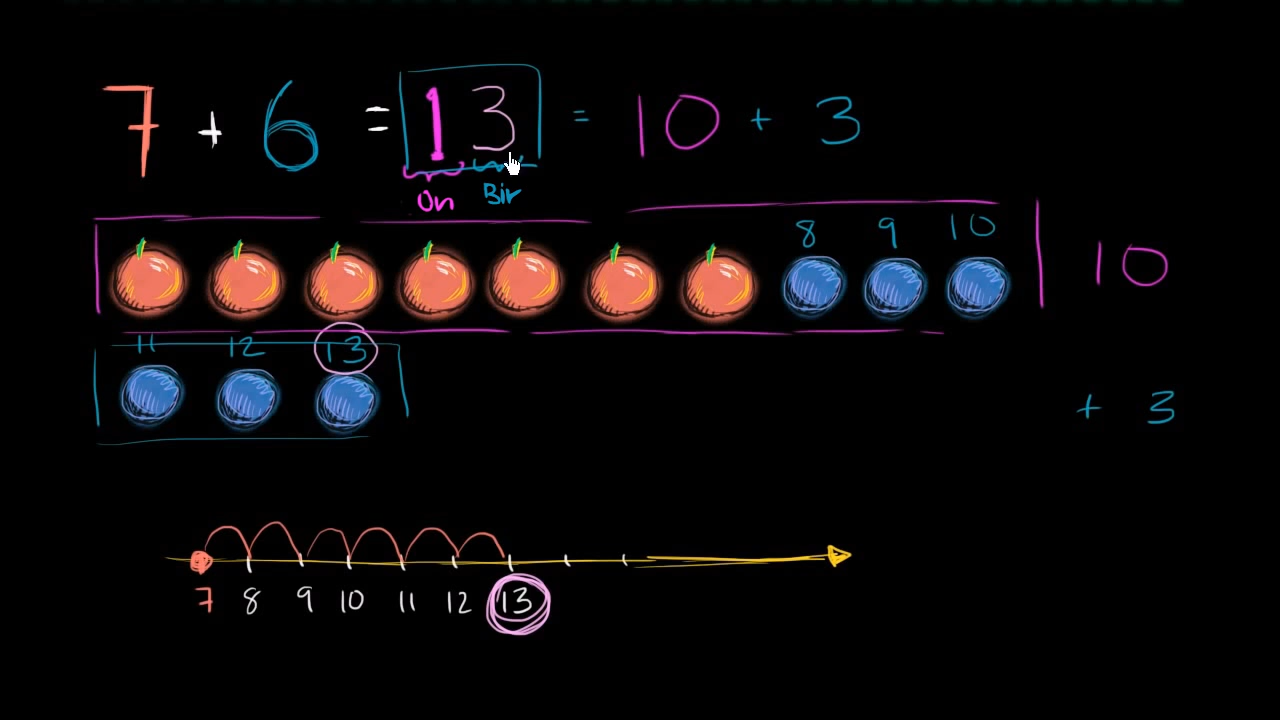 7 + 6 = 13 = 10 + 3
On Bir
8 9 10
10
11 12 13
+ 3
7 8 9 10 11 12 13